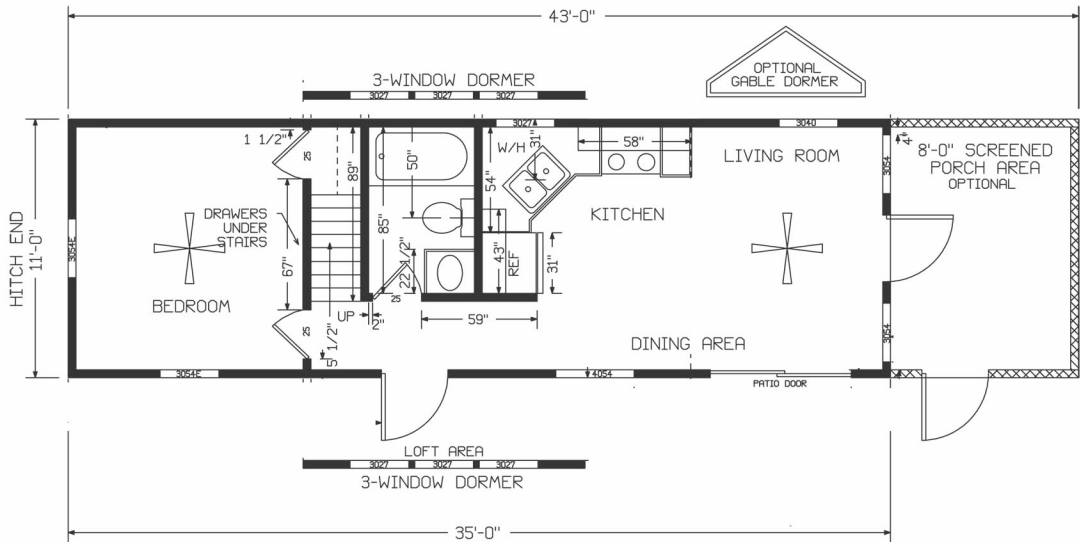 43'-0"
3-WINDOW DORMER
3027
3027
3027
OPTIONAL
GABLE DORMER
3027
3040
1 1/2"
25
89"
50"
W/H
31"
58"
LIVING ROOM
4"
3054
8'-0" SCREENED
PORCH AREA
OPTIONAL
54"
DRAWERS
UNDER
STAIRS
85"
KITCHEN
HITCH END
11'-0"
3054E
67"
22 1/2"
43"
REF
31"
BEDROOM
25
UP
2"
59"
25
5 1/2"
DINING AREA
3054
3054E
4054
PATIO DOOR
LOFT AREA
3027
3027
3027
3-WINDOW DORMER
35'-0"